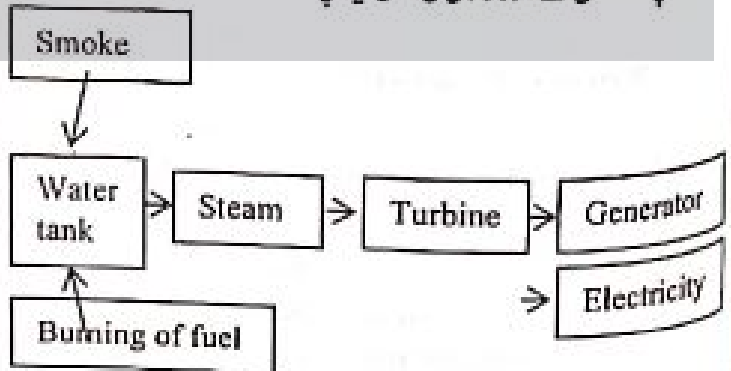 Smoke
Water
tank
Steam
Turbine
Generator
Electricity
Burning of fuel